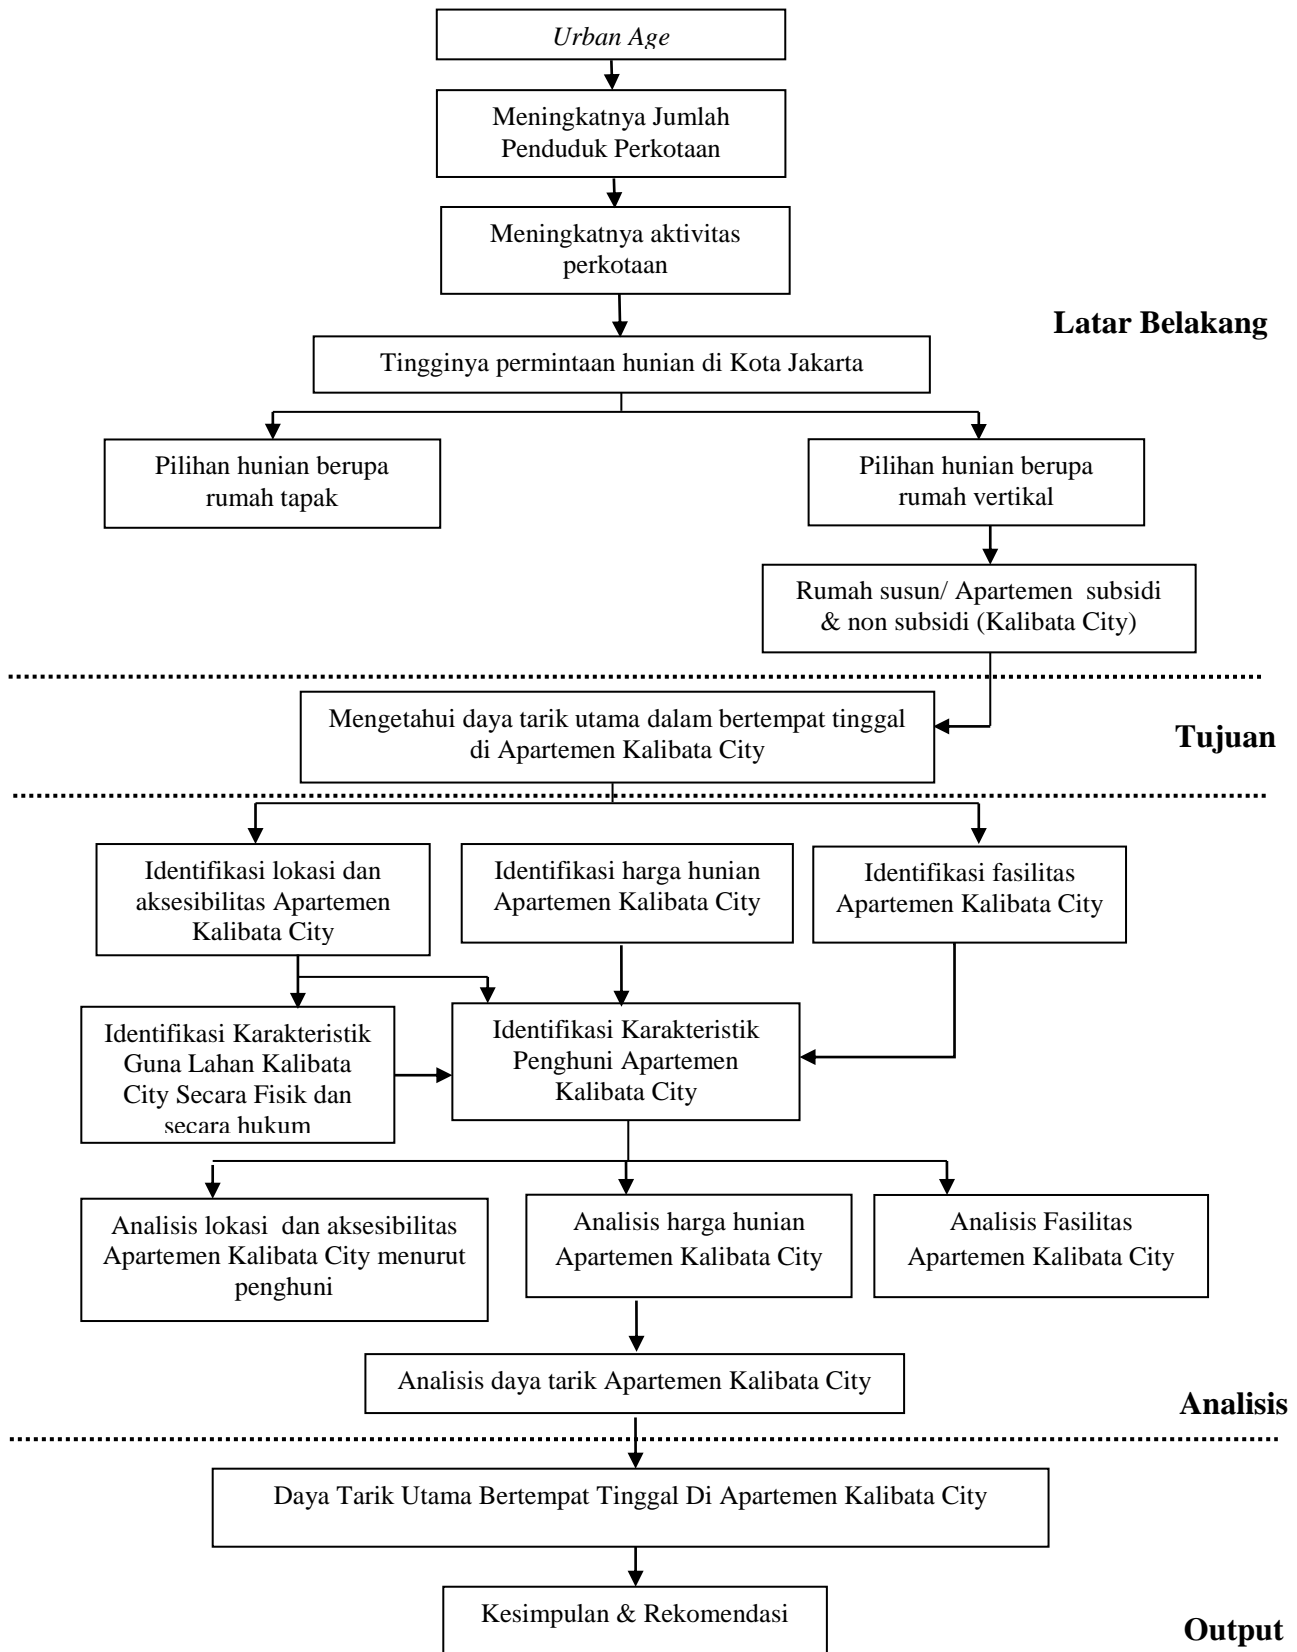 Urban Age
Meningkatnya Jumlah
Penduduk Perkotaan
Meningkatnya aktivitas
perkotaan
Latar Belakang
Tingginya permintaan hunian di Kota Jakarta
Pilihan hunian berupa
rumah tapak
Pilihan hunian berupa
rumah vertikal
Rumah susun/ Apartemen subsidi
& non subsidi (Kalibata City)
Mengetahui daya tarik utama dalam bertempat tinggal
di Apartemen Kalibata City
Tujuan
Identifikasi lokasi dan
aksesibilitas Apartemen
Kalibata City
Identifikasi harga hunian
Apartemen Kalibata City
Identifikasi fasilitas
Apartemen Kalibata City
Identifikasi Karakteristik
Guna Lahan Kalibata
City Secara Fisik dan
secara hukum
Identifikasi Karakteristik
Penghuni Apartemen
Kalibata City
Analisis lokasi dan aksesibilitas
Apartemen Kalibata City menurut
penghuni
Analisis harga hunian
Apartemen Kalibata City
Analisis Fasilitas
Apartemen Kalibata City
Analisis daya tarik Apartemen Kalibata City
Analisis
Daya Tarik Utama Bertempat Tinggal Di Apartemen Kalibata City
Kesimpulan & Rekomendasi
Output